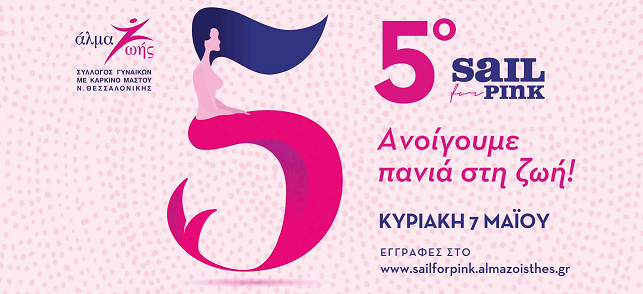 άλμα
ζωής
ΣΥΛΛΟΓΟΣ ΓΥΝΑΙΚΩΝ
ΜΕ ΚΑΡΚΙΝΟ ΜΑΣΤΟΥ
Ν. ΘΕΣΣΑΛΟΝΙΚΗΣ
5
5° SAIL
for PINK
Ανοίγουμε
πανιά στη ζωή!
ΚΥΡΙΑΚΗ 7 ΜΑΪΟΥ
ΕΓΓΡΑΦΕΣ ΣΤΟ
www.sailforpink.almazoisthes.gr